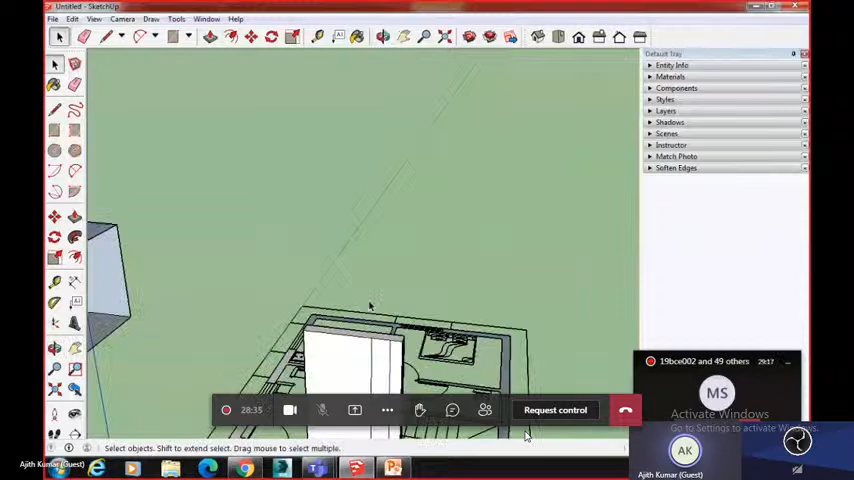 Untitled - SketchUp
File Edit View Camera Draw Tools Window Help
Default Tray
Entity Info
Materials
Components
Styles
Layers
Shadows
Scenes
Instructor
Match Photo
Soften Edges
19bce002 and 49 others 29:17
MS
Activate Windows
Go to Settings to activate Windows.
28:35
Request control
AK
Select objects. Shift to extend select. Drag mouse to select multiple.
Ajith Kumar (Guest)
Ajith Kumar (Guest)